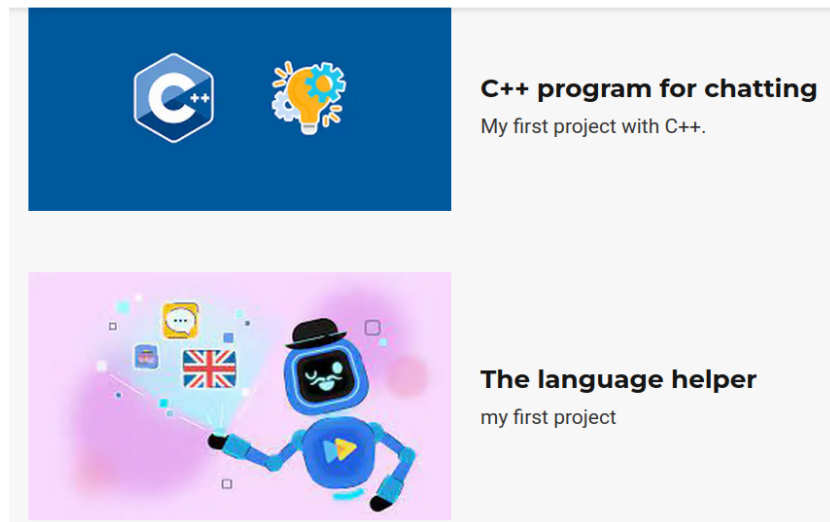 C++
C++ program for chatting
My first project with C++.
The language helper
my first project